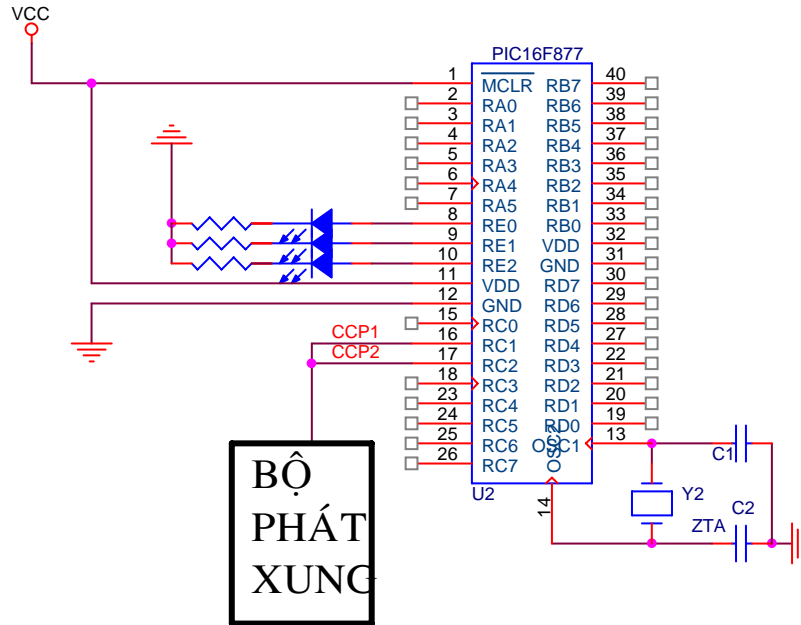 VCC
PIC16F877
1 MCLR RB7 40
2 RA0 RB6 39
3 RA1 RB5 38
4 RA2 RB4 37
5 RA3 RB3 36
6 RA4 RB2 35
7 RA5 RB1 34
8 RE0 RB0 33
9 RE1 VDD 32
10 RE2 GND 31
11 VDD RD7 30
12 GND RD6 29
15 RC0 RD5 28
CCP1 16 RC1 RD4 27
CCP2 17 RC2 RD3 22
18 RC3 RD2 21
23 RC4 RD1 20
24 RC5 RD0 19
25 RC6 OSC1 13
26 RC7 OSC2
U2
14
C1
Y2
C2
ZTA
BỘ
PHÁT
XUNG